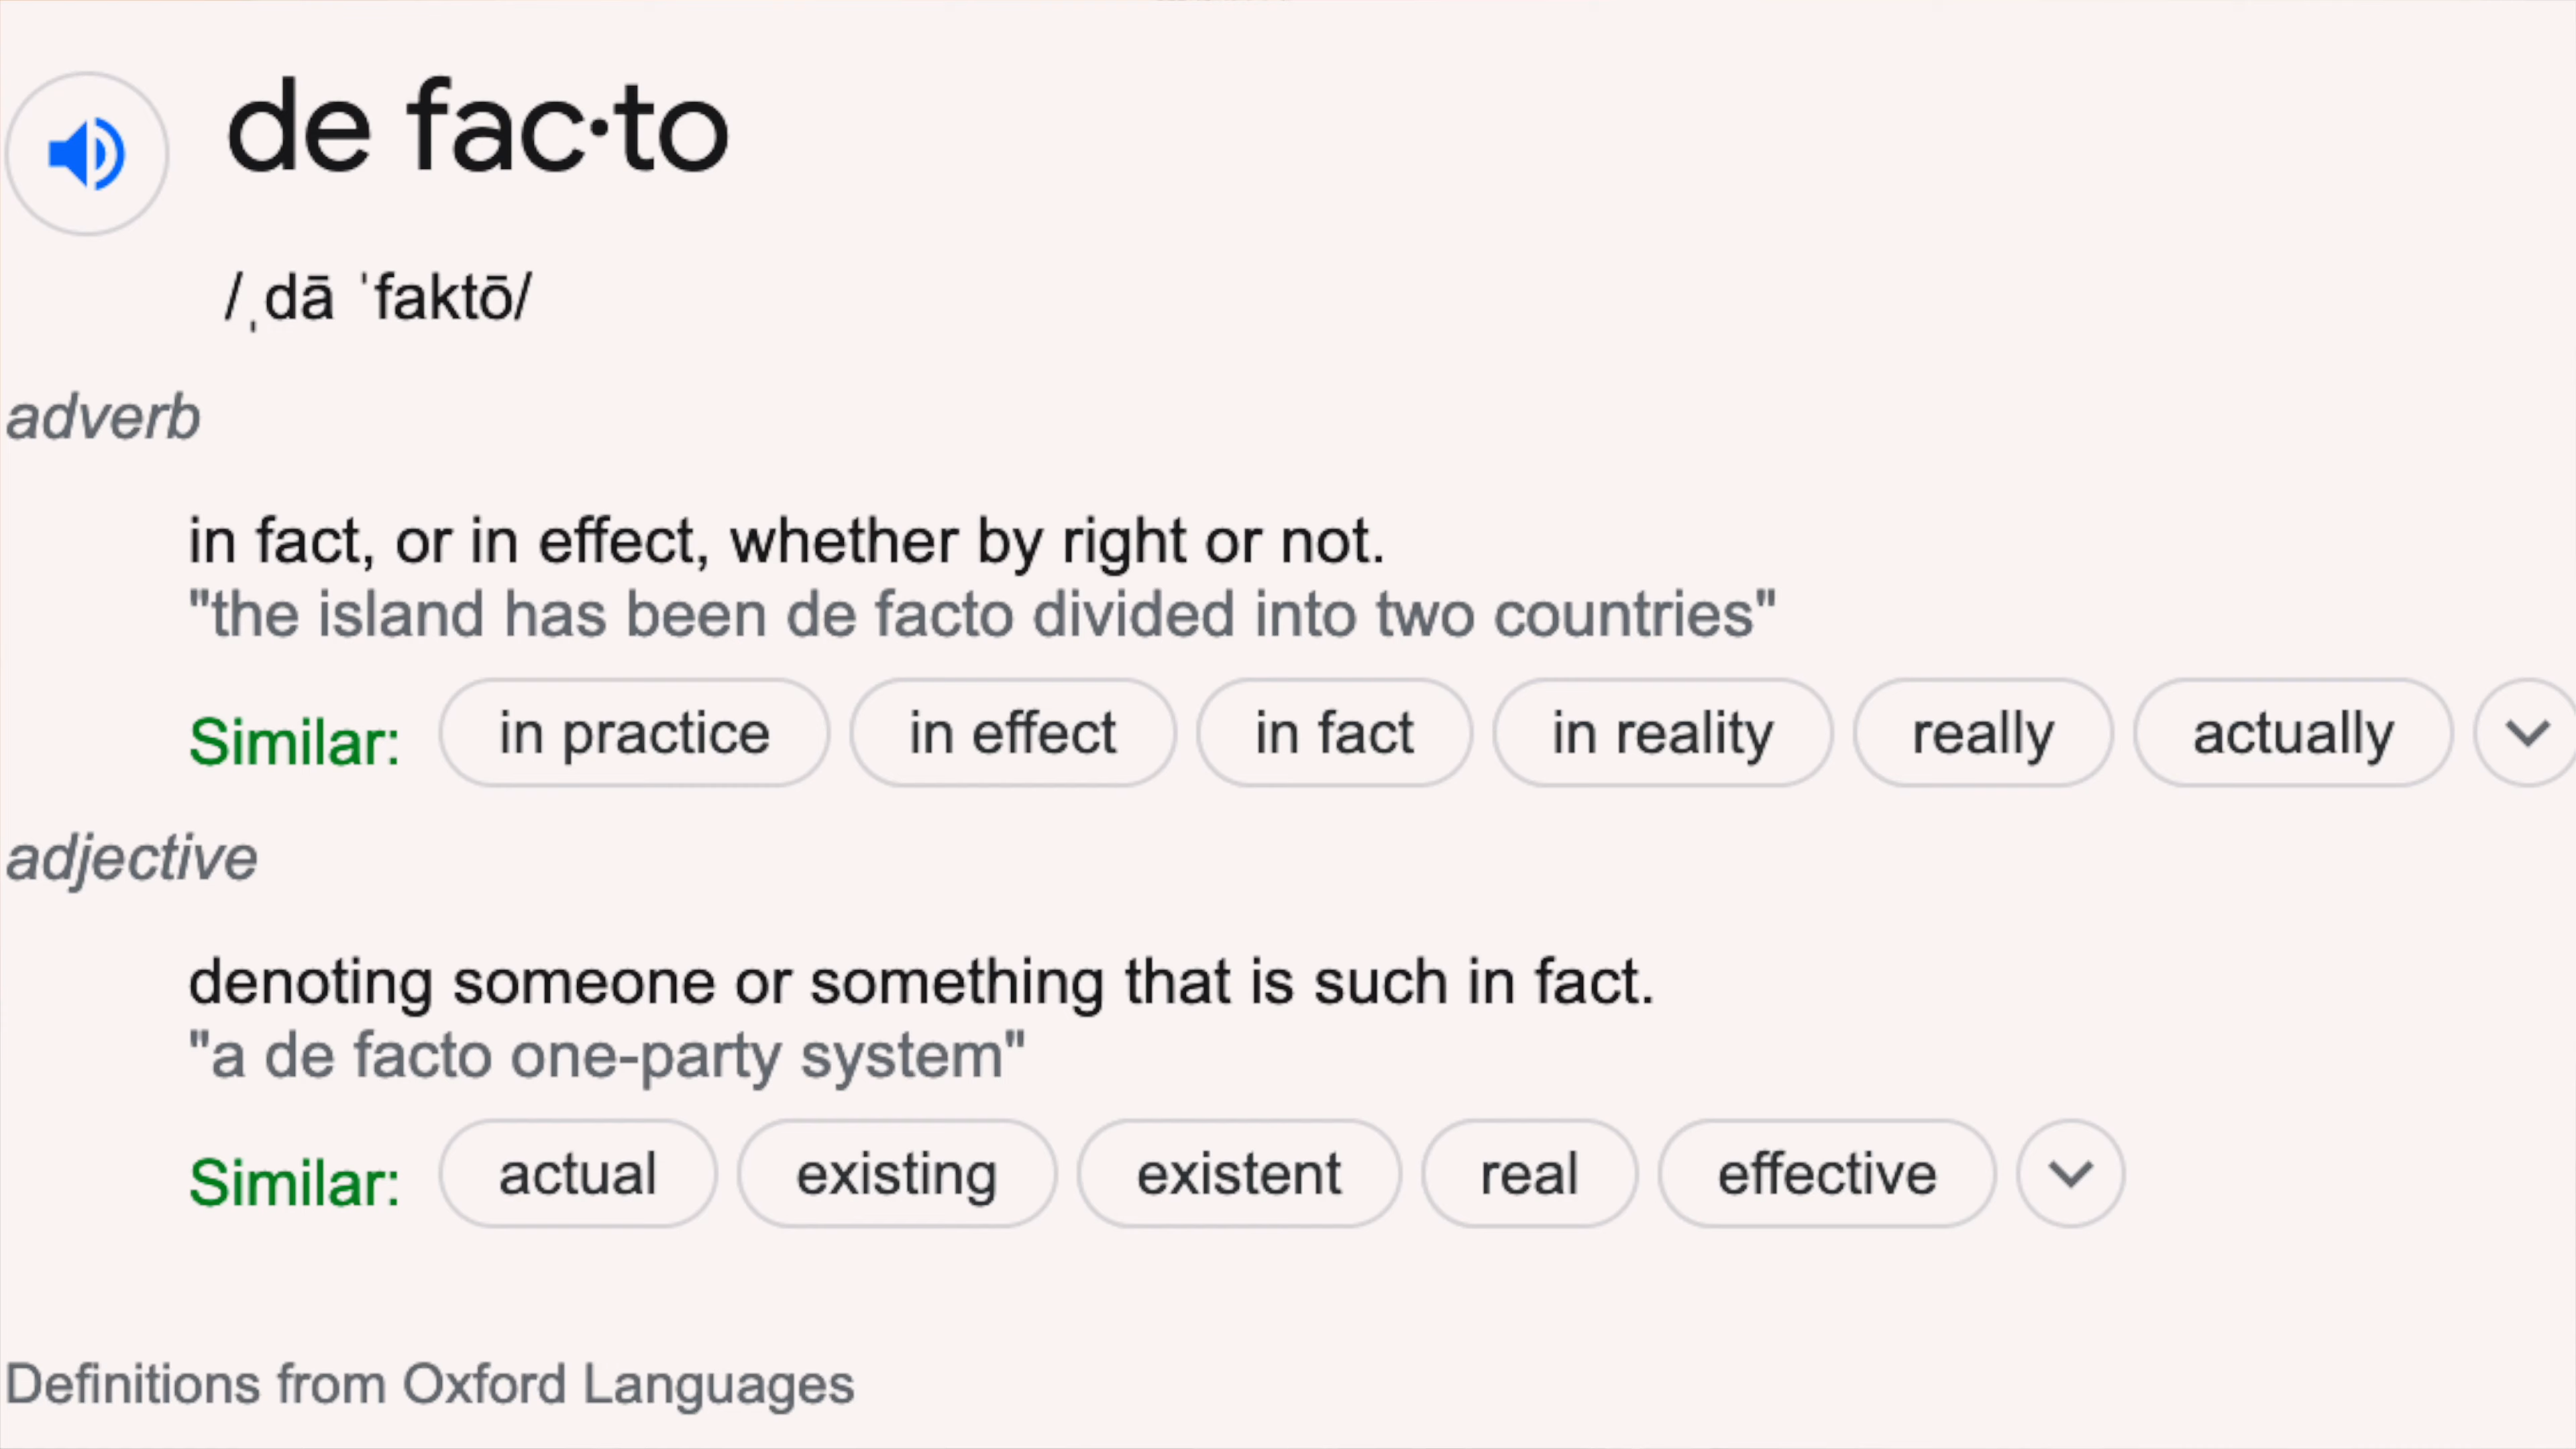 de fac·to
/ˌdā ˈfaktō/
adverb
in fact, or in effect, whether by right or not.
"the island has been de facto divided into two countries"
Similar: in practice in effect in fact in reality really actually
adjective
denoting someone or something that is such in fact.
"a de facto one-party system"
Similar: actual existing existent real effective
Definitions from Oxford Languages